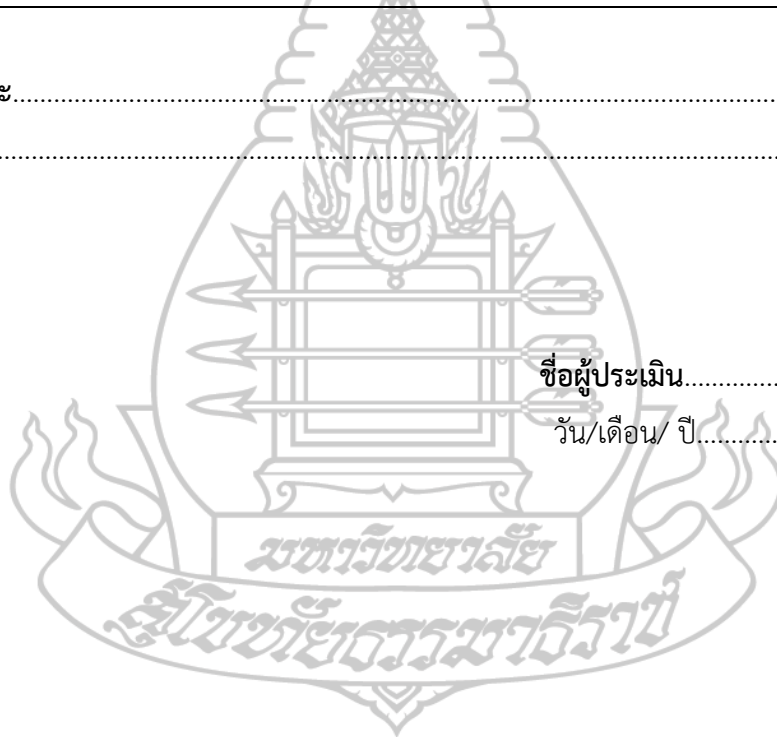 ะ................................................................................
................................................................................
ชื่อผู้ประเมิน..............
วัน/เดือน/ ปี............
มหาวิทยาลัย
สุโขทัยธรรมาธิราช